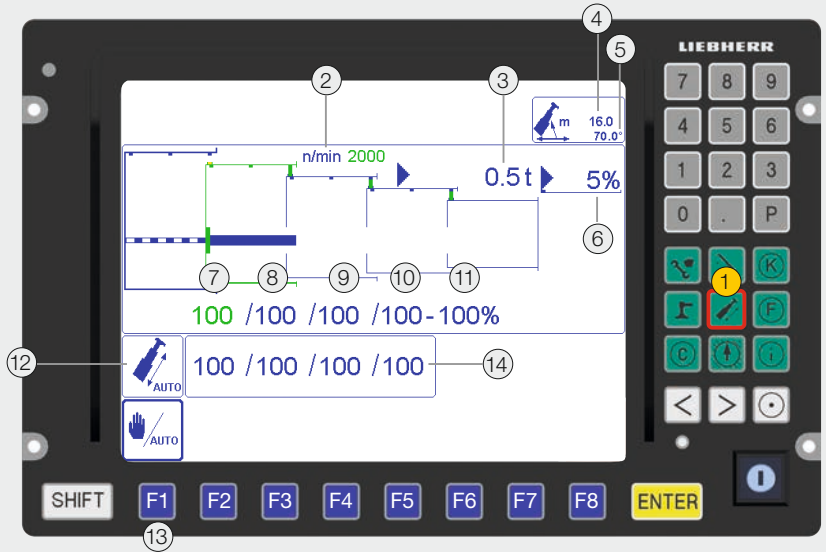 4
5
LIEBHERR
2
3
m 16.0
70.0°
7 8 9
4 5 6
1 2 3
0 . P
n/min 2000
0.5 t
5%
6
7 8 9 10 11
100 /100 /100 /100-100%
1
K
F
C
i
12
AUTO
100 / 100 / 100 / 100
14
AUTO
< >
SHIFT F1 F2 F3 F4 F5 F6 F7 F8 ENTER
13